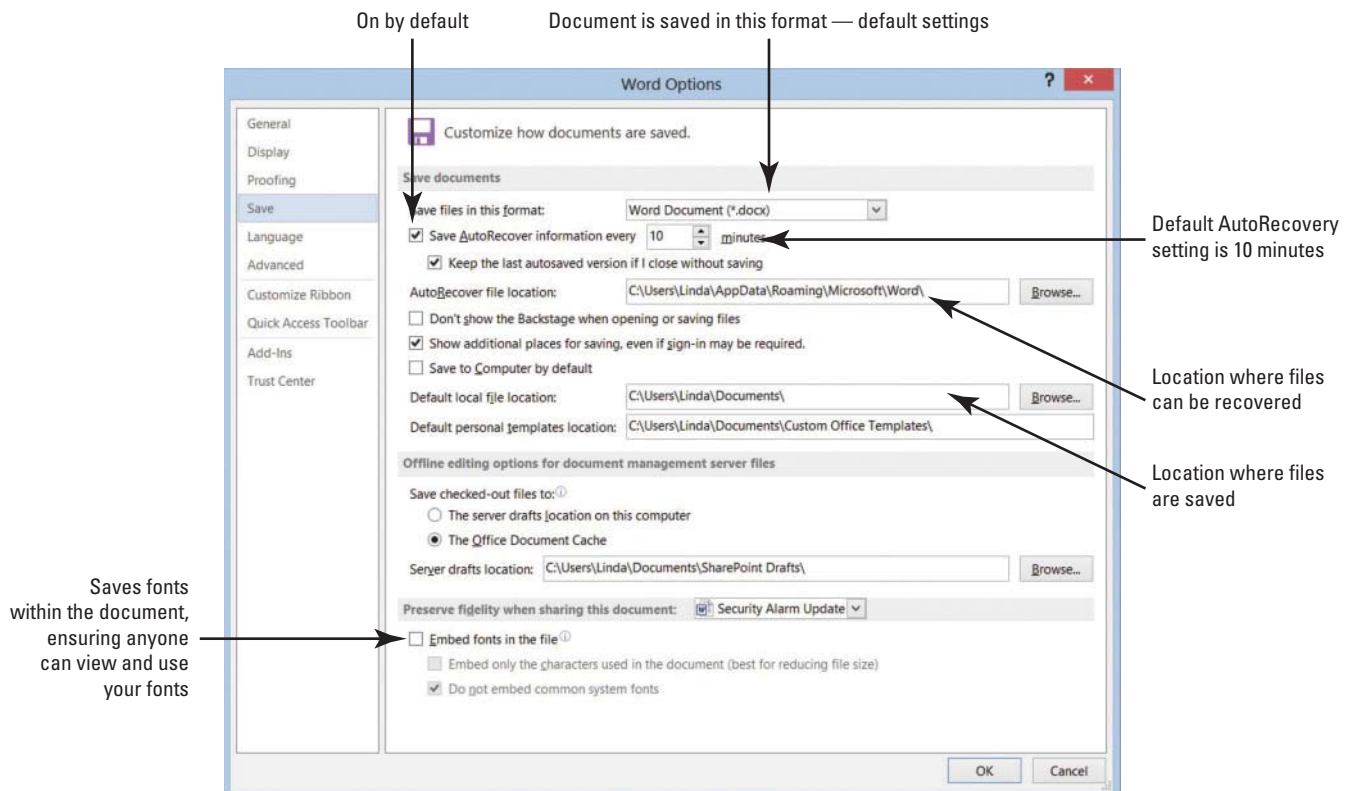 On by default
Document is saved in this format — default settings
Word Options
?
General
Display
Proofing
Save
Language
Advanced
Customize Ribbon
Quick Access Toolbar
Add-Ins
Trust Center
Customize how documents are saved.
Save documents
Save files in this format: Word Document (*.docx)
Save AutoRecover information every 10 minutes
Keep the last autosaved version if I close without saving
AutoRecover file location: C:\Users\Linda\AppData\Roaming\Microsoft\Word\ Browse...
Don't show the Backstage when opening or saving files
Show additional places for saving, even if sign-in may be required.
Save to Computer by default
Default local file location: C:\Users\Linda\Documents\ Browse...
Default personal templates location: C:\Users\Linda\Documents\Custom Office Templates\
Offline editing options for document management server files
Save checked-out files to:
The server drafts location on this computer
The Office Document Cache
Server drafts location: C:\Users\Linda\Documents\SharePoint Drafts\ Browse...
Preserve fidelity when sharing this document: Security Alarm Update
Embed fonts in the file
Embed only the characters used in the document (best for reducing file size)
Do not embed common system fonts
OK Cancel
Default AutoRecovery
setting is 10 minutes
Location where files
can be recovered
Location where files
are saved
Saves fonts
within the document,
ensuring anyone
can view and use
your fonts